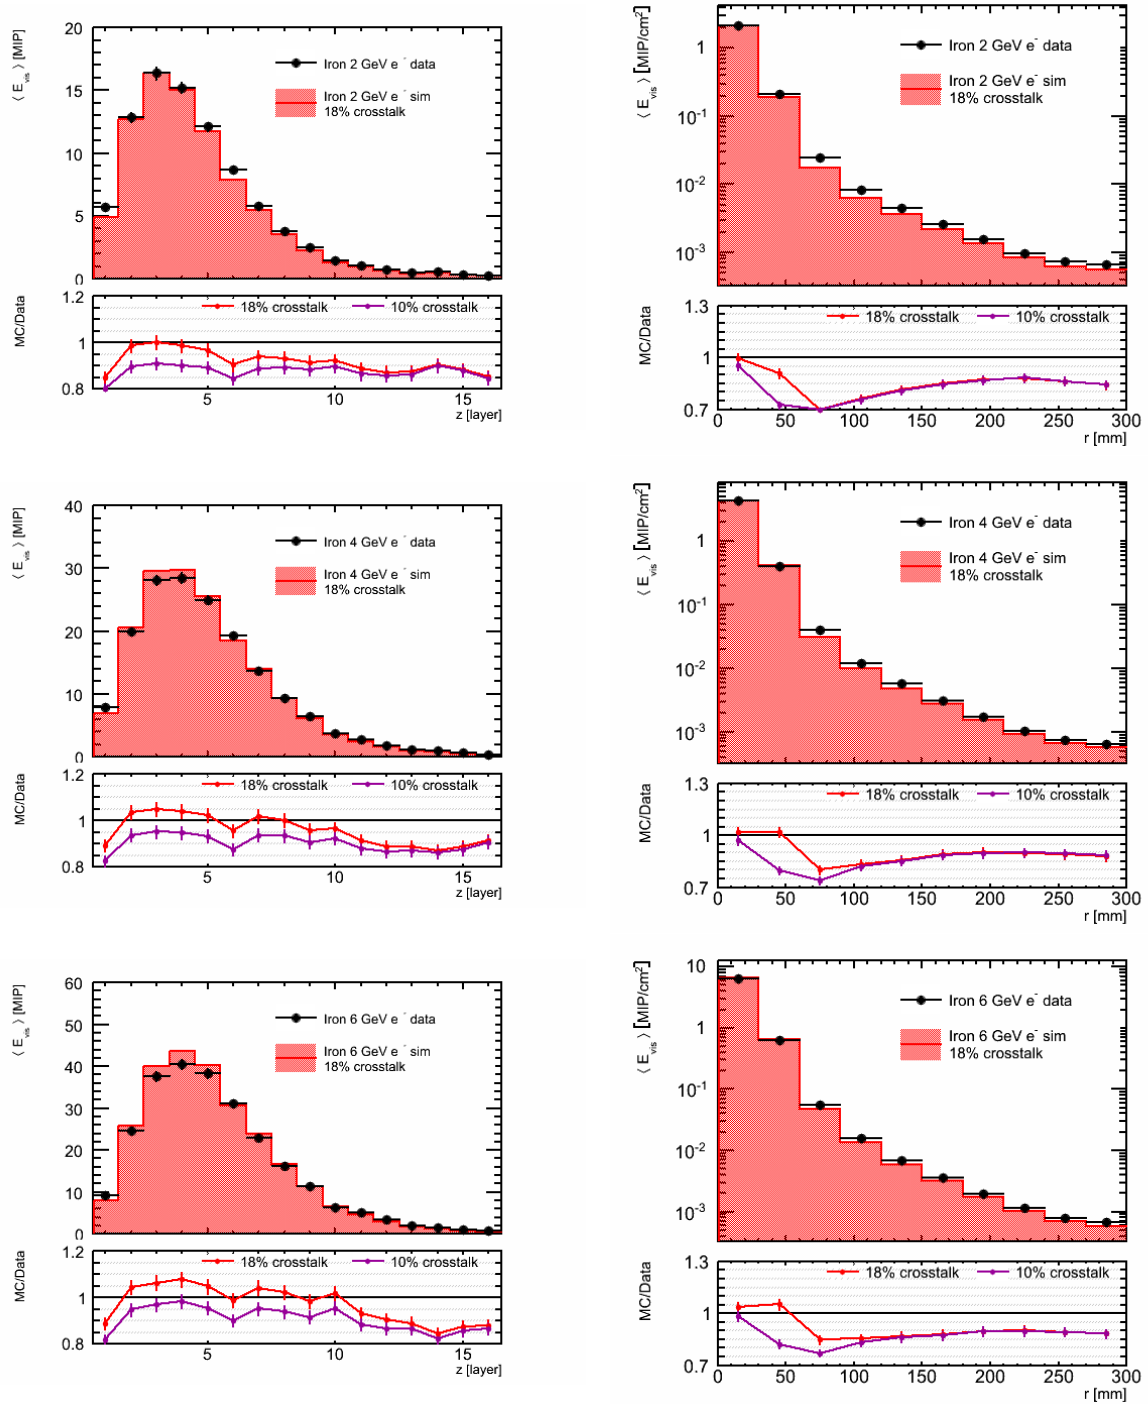 ⟨ E_vis ⟩ [MIP]
20
15
10
5
0
Iron 2 GeV e⁻ data
Iron 2 GeV e⁻ sim
18% crosstalk
MC/Data
1.2
1
0.8
18% crosstalk
10% crosstalk
5
10
15
z [layer]
⟨ E_vis ⟩ [MIP/cm²]
1
10⁻¹
10⁻²
10⁻³
Iron 2 GeV e⁻ data
Iron 2 GeV e⁻ sim
18% crosstalk
MC/Data
1.3
1
0.7
18% crosstalk
10% crosstalk
0
50
100
150
200
250
300
r [mm]
⟨ E_vis ⟩ [MIP]
40
30
20
10
0
Iron 4 GeV e⁻ data
Iron 4 GeV e⁻ sim
18% crosstalk
MC/Data
1.2
1
0.8
18% crosstalk
10% crosstalk
5
10
15
z [layer]
⟨ E_vis ⟩ [MIP/cm²]
1
10⁻¹
10⁻²
10⁻³
Iron 4 GeV e⁻ data
Iron 4 GeV e⁻ sim
18% crosstalk
MC/Data
1.3
1
0.7
18% crosstalk
10% crosstalk
0
50
100
150
200
250
300
r [mm]
⟨ E_vis ⟩ [MIP]
60
50
40
30
20
10
0
Iron 6 GeV e⁻ data
Iron 6 GeV e⁻ sim
18% crosstalk
MC/Data
1.2
1
0.8
18% crosstalk
10% crosstalk
5
10
15
z [layer]
⟨ E_vis ⟩ [MIP/cm²]
10
1
10⁻¹
10⁻²
10⁻³
Iron 6 GeV e⁻ data
Iron 6 GeV e⁻ sim
18% crosstalk
MC/Data
1.3
1
0.7
18% crosstalk
10% crosstalk
0
50
100
150
200
250
300
r [mm]